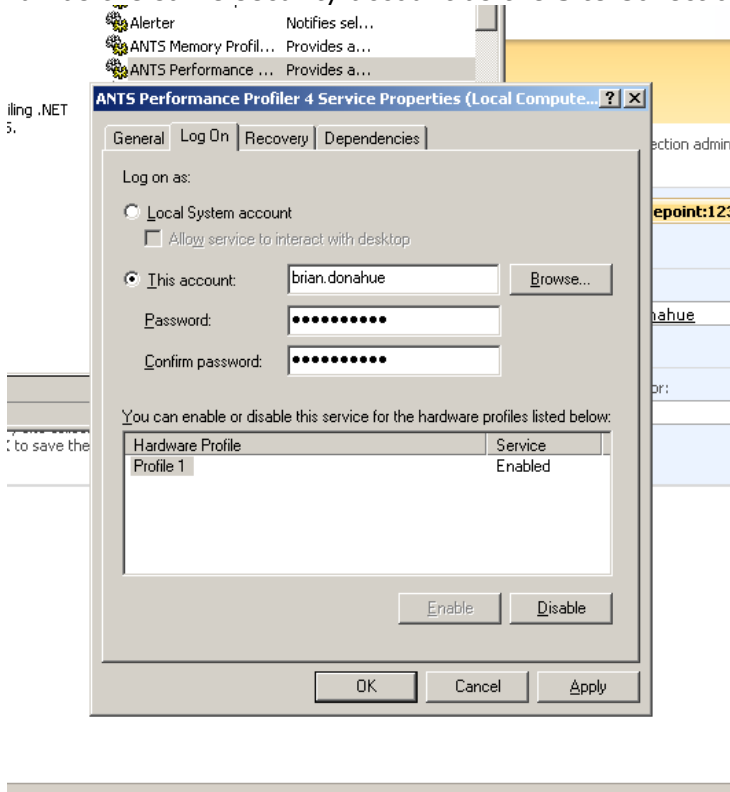 Alerter Notifies sel...
ANTS Memory Profil... Provides a...
ANTS Performance ... Provides a...
iling .NET
ANTS Performance Profiler 4 Service Properties (Local Compute...
5.
General Log On Recovery Dependencies
ection admin
Log on as:
Local System account
epoint:123
Allow service to interact with desktop
This account: brian.donahue Browse...
Password: ●●●●●●●●●●
nahue
Confirm password: ●●●●●●●●●●
or:
You can enable or disable this service for the hardware profiles listed below:
to save the
Hardware Profile Service
Profile 1 Enabled
Enable Disable
OK Cancel Apply